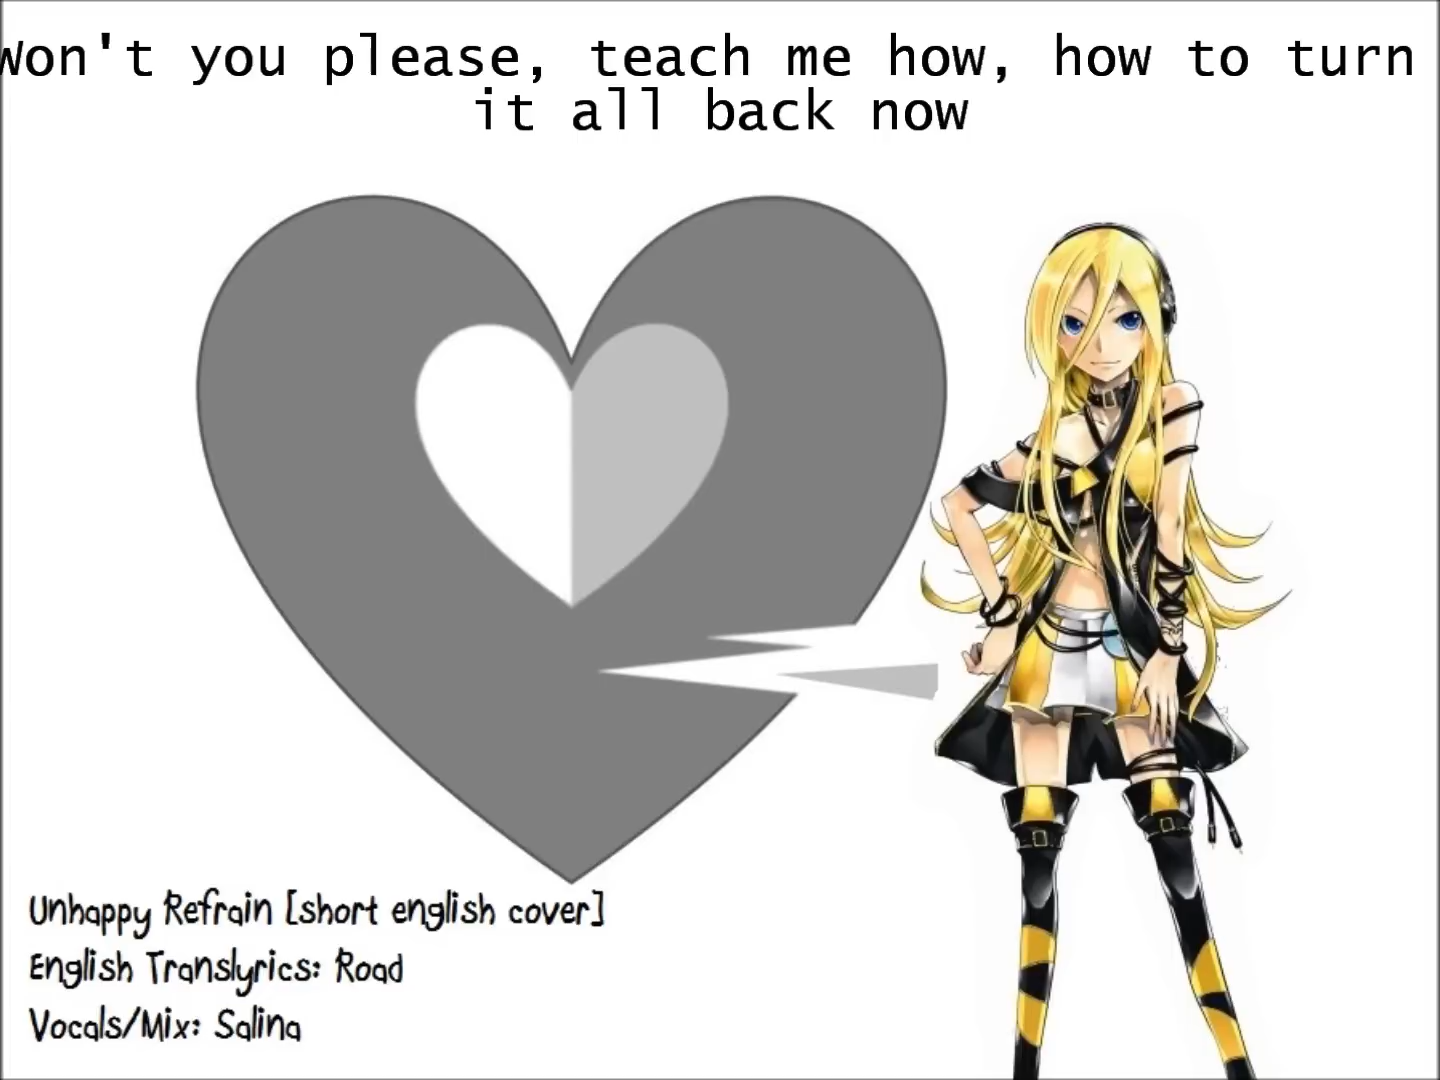 won't you please, teach me how, how to turn
it all back now
Unhappy Refrain [short english cover]
English Translyrics: Road
Vocals/Mix: Salina